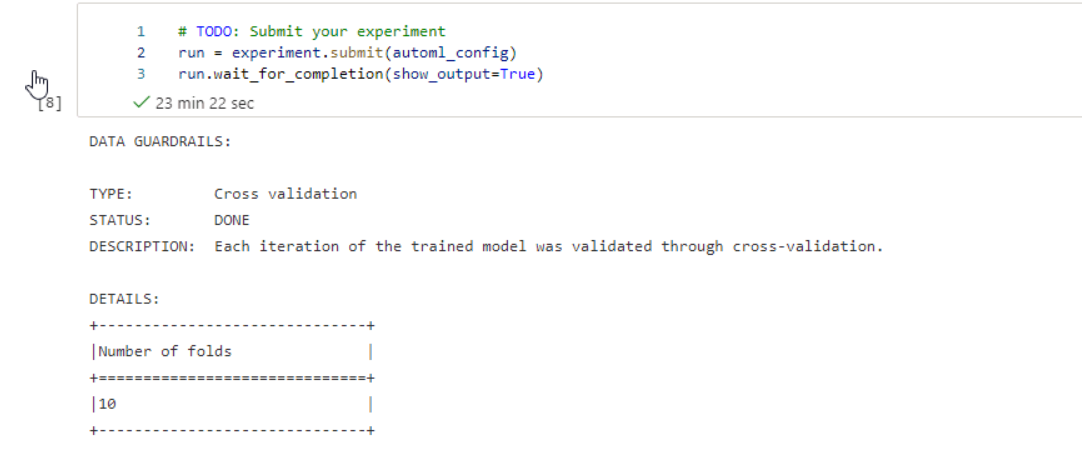 1 # TODO: Submit your experiment
2 run = experiment.submit(automl_config)
3 run.wait_for_completion(show_output=True)
[8] ✓ 23 min 22 sec
DATA GUARDRAILS:
TYPE: Cross validation
STATUS: DONE
DESCRIPTION: Each iteration of the trained model was validated through cross-validation.
DETAILS:
+------------------------------+
|Number of folds |
+==============================+
|10 |
+------------------------------+